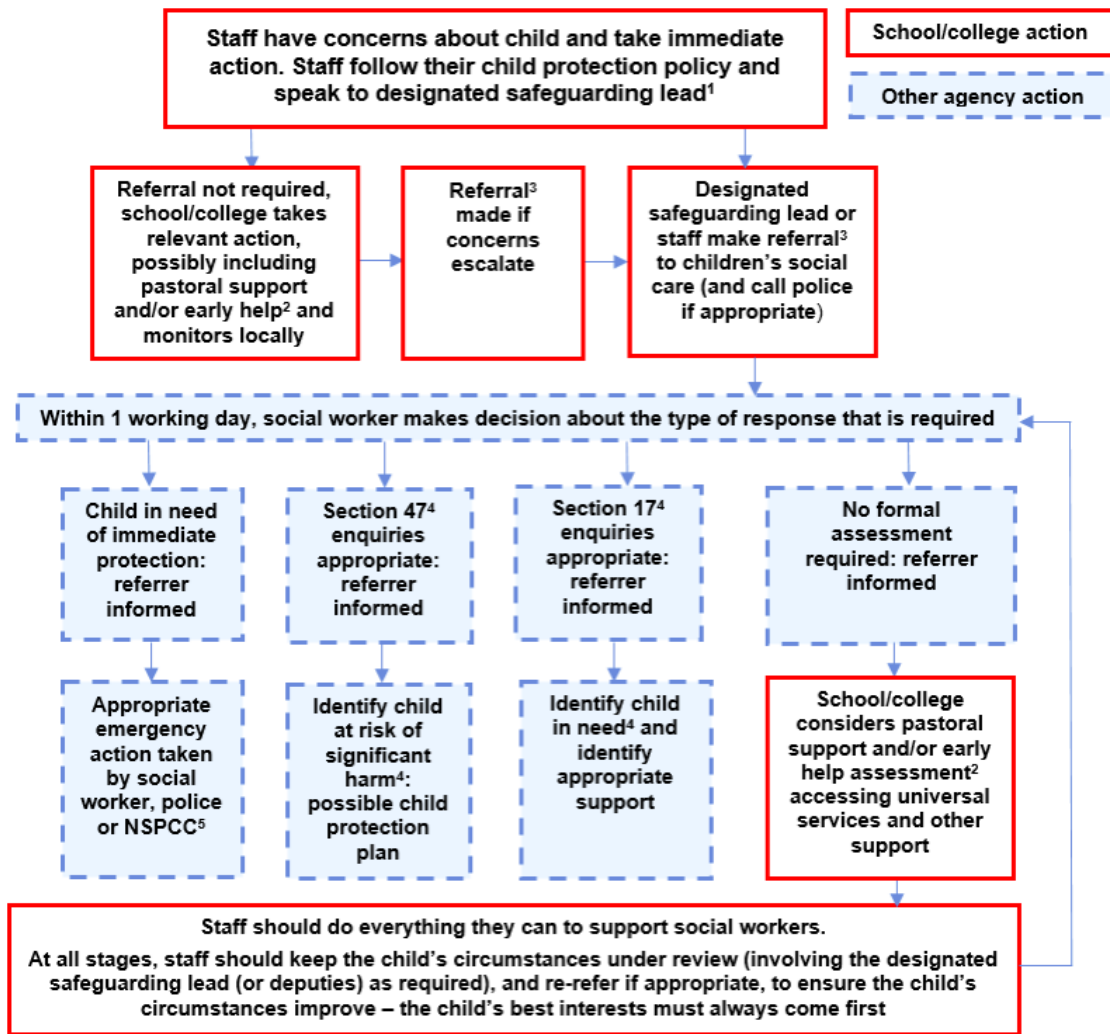 Staff have concerns about child and take immediate
action. Staff follow their child protection policy and
speak to designated safeguarding lead¹
School/college action
Other agency action
Referral not required,
school/college takes
relevant action,
possibly including
pastoral support
and/or early help² and
monitors locally
Referral³
made if
concerns
escalate
Designated
safeguarding lead or
staff make referral³
to children’s social
care (and call police
if appropriate)
Within 1 working day, social worker makes decision about the type of response that is required
Child in need
of immediate
protection:
referrer
informed
Section 47⁴
enquiries
appropriate:
referrer
informed
Section 17⁴
enquiries
appropriate:
referrer
informed
No formal
assessment
required: referrer
informed
Appropriate
emergency
action taken
by social
worker, police
or NSPCC⁵
Identify child
at risk of
significant
harm⁴:
possible child
protection
plan
Identify child
in need⁴ and
identify
appropriate
support
School/college
considers pastoral
support and/or early
help assessment²
accessing universal
services and other
support
Staff should do everything they can to support social workers.
At all stages, staff should keep the child’s circumstances under review (involving the designated
safeguarding lead (or deputies) as required), and re-refer if appropriate, to ensure the child’s
circumstances improve – the child’s best interests must always come first